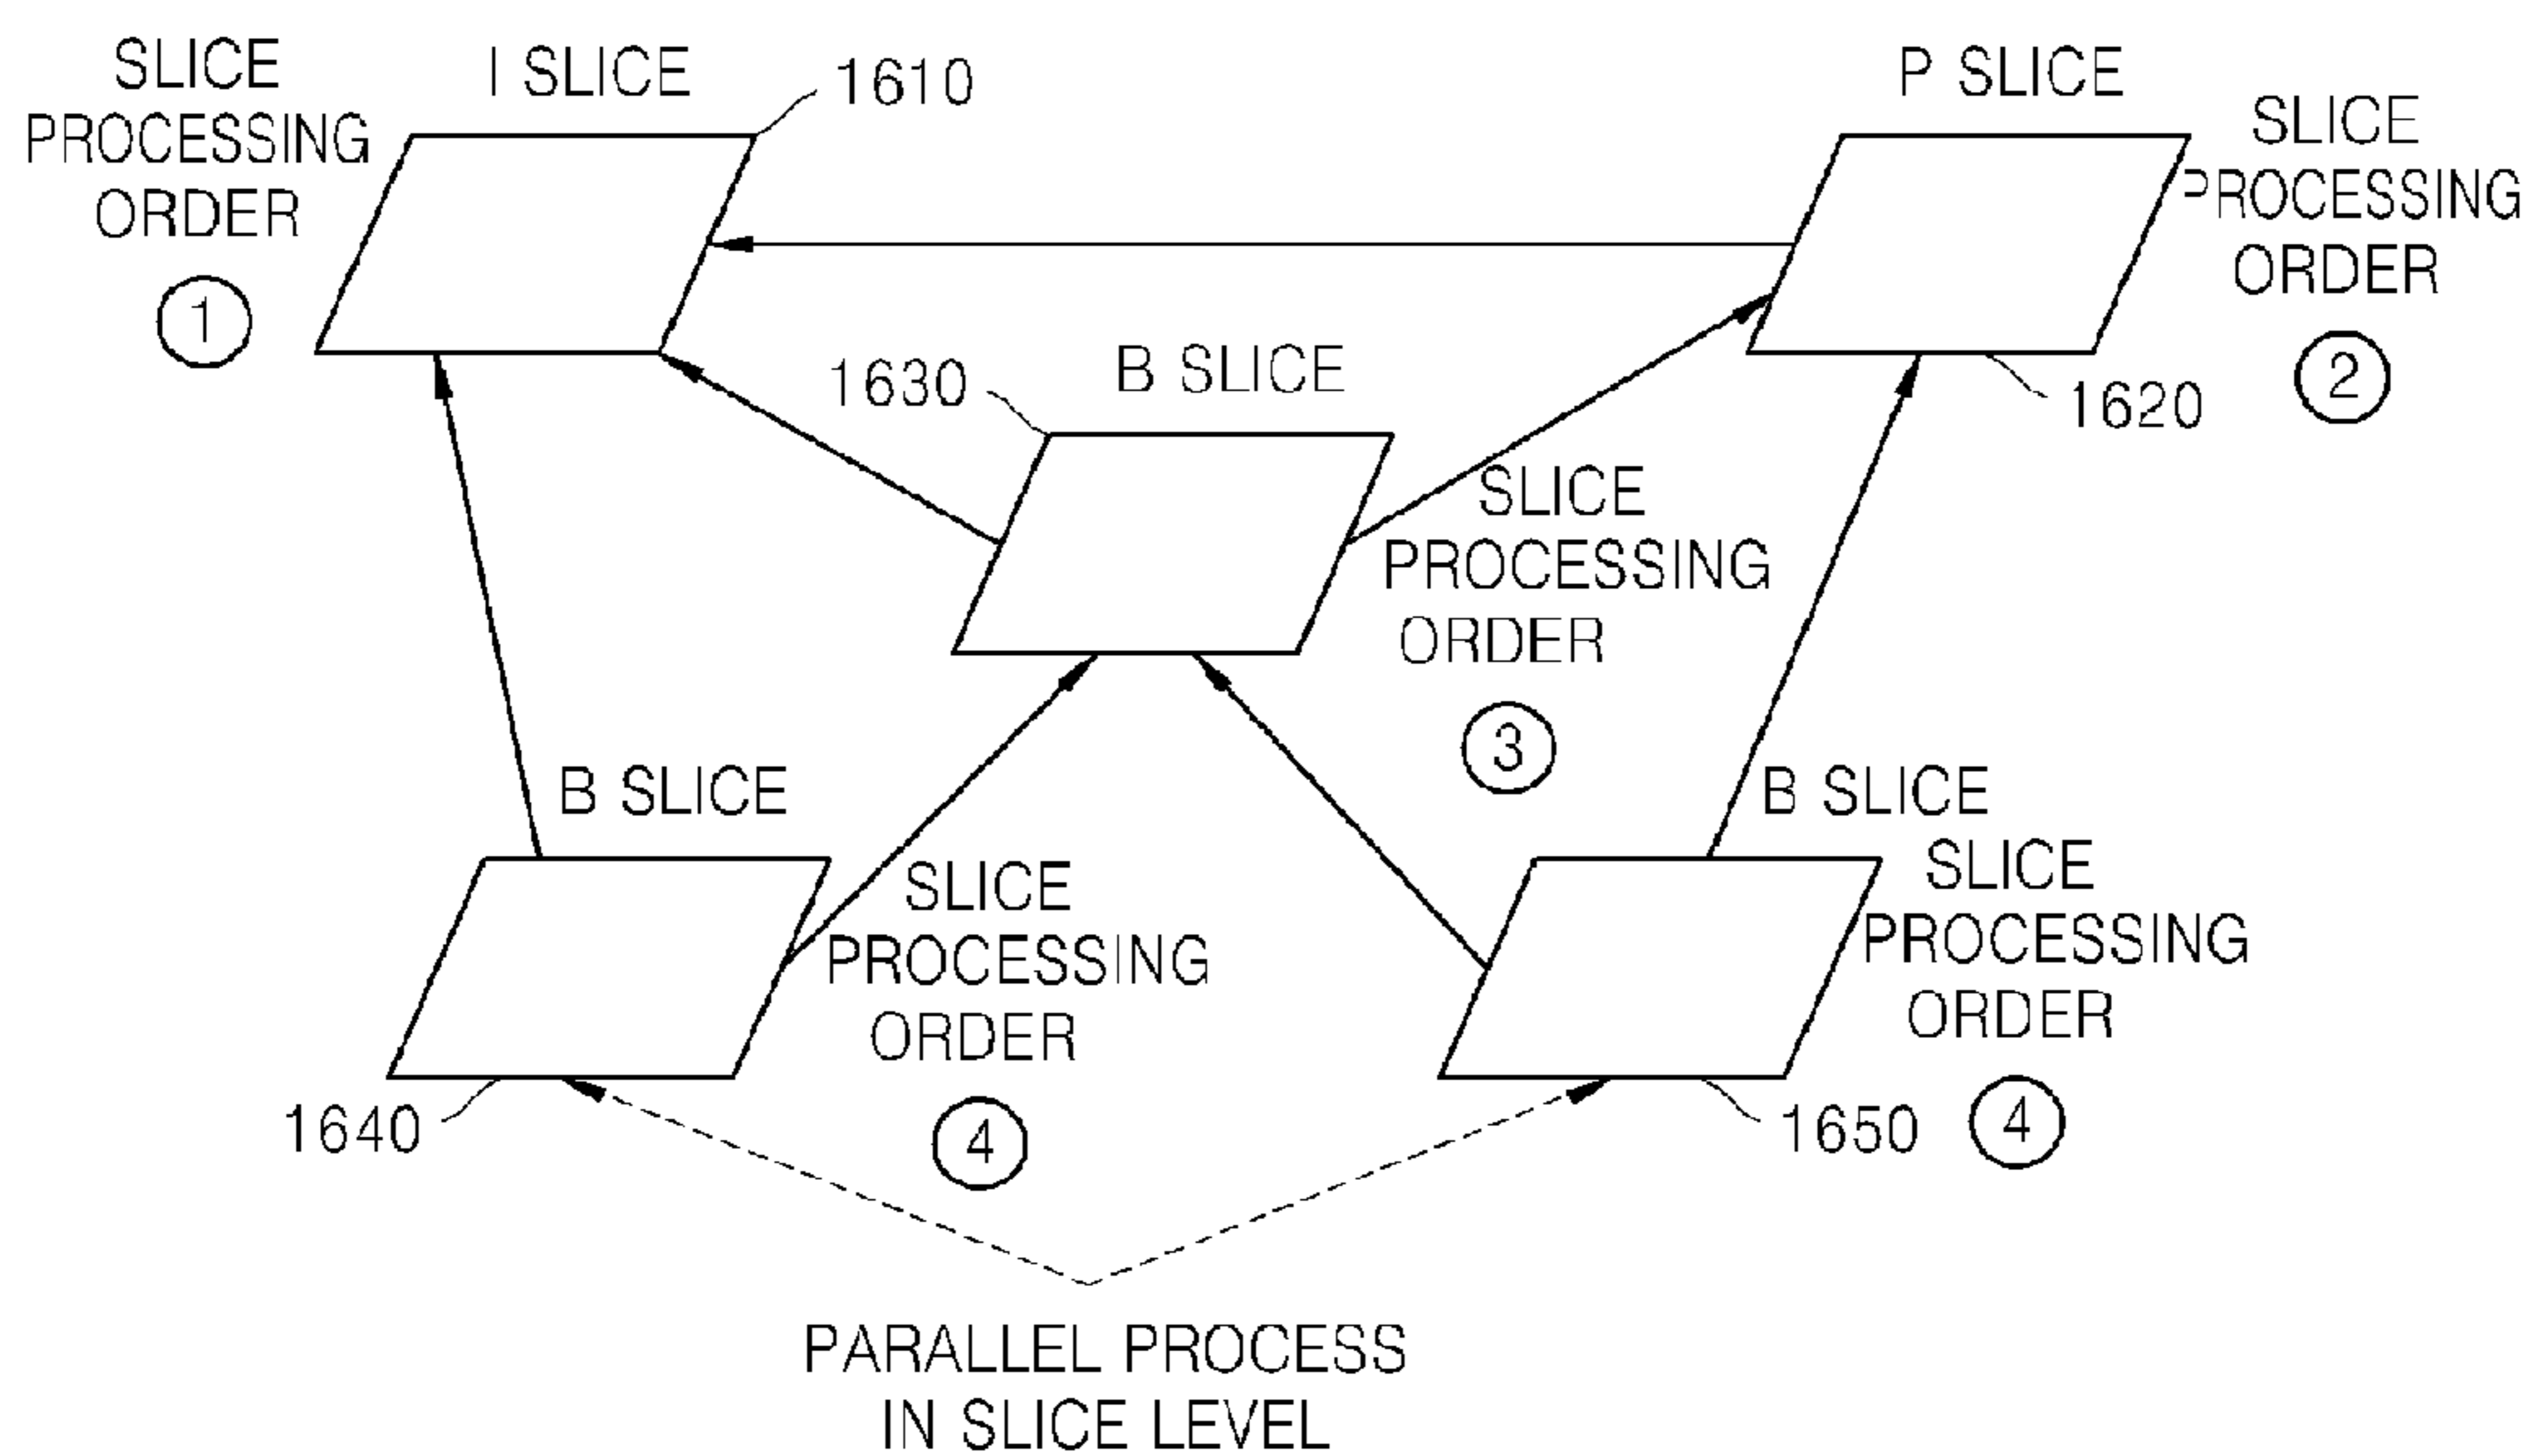 SLICE
PROCESSING
ORDER
1
I SLICE
1610
P SLICE
SLICE
PROCESSING
ORDER
2
1620
1630
B SLICE
SLICE
PROCESSING
ORDER
3
B SLICE
SLICE
PROCESSING
ORDER
4
1640
B SLICE
SLICE
PROCESSING
ORDER
4
1650
PARALLEL PROCESS
IN SLICE LEVEL